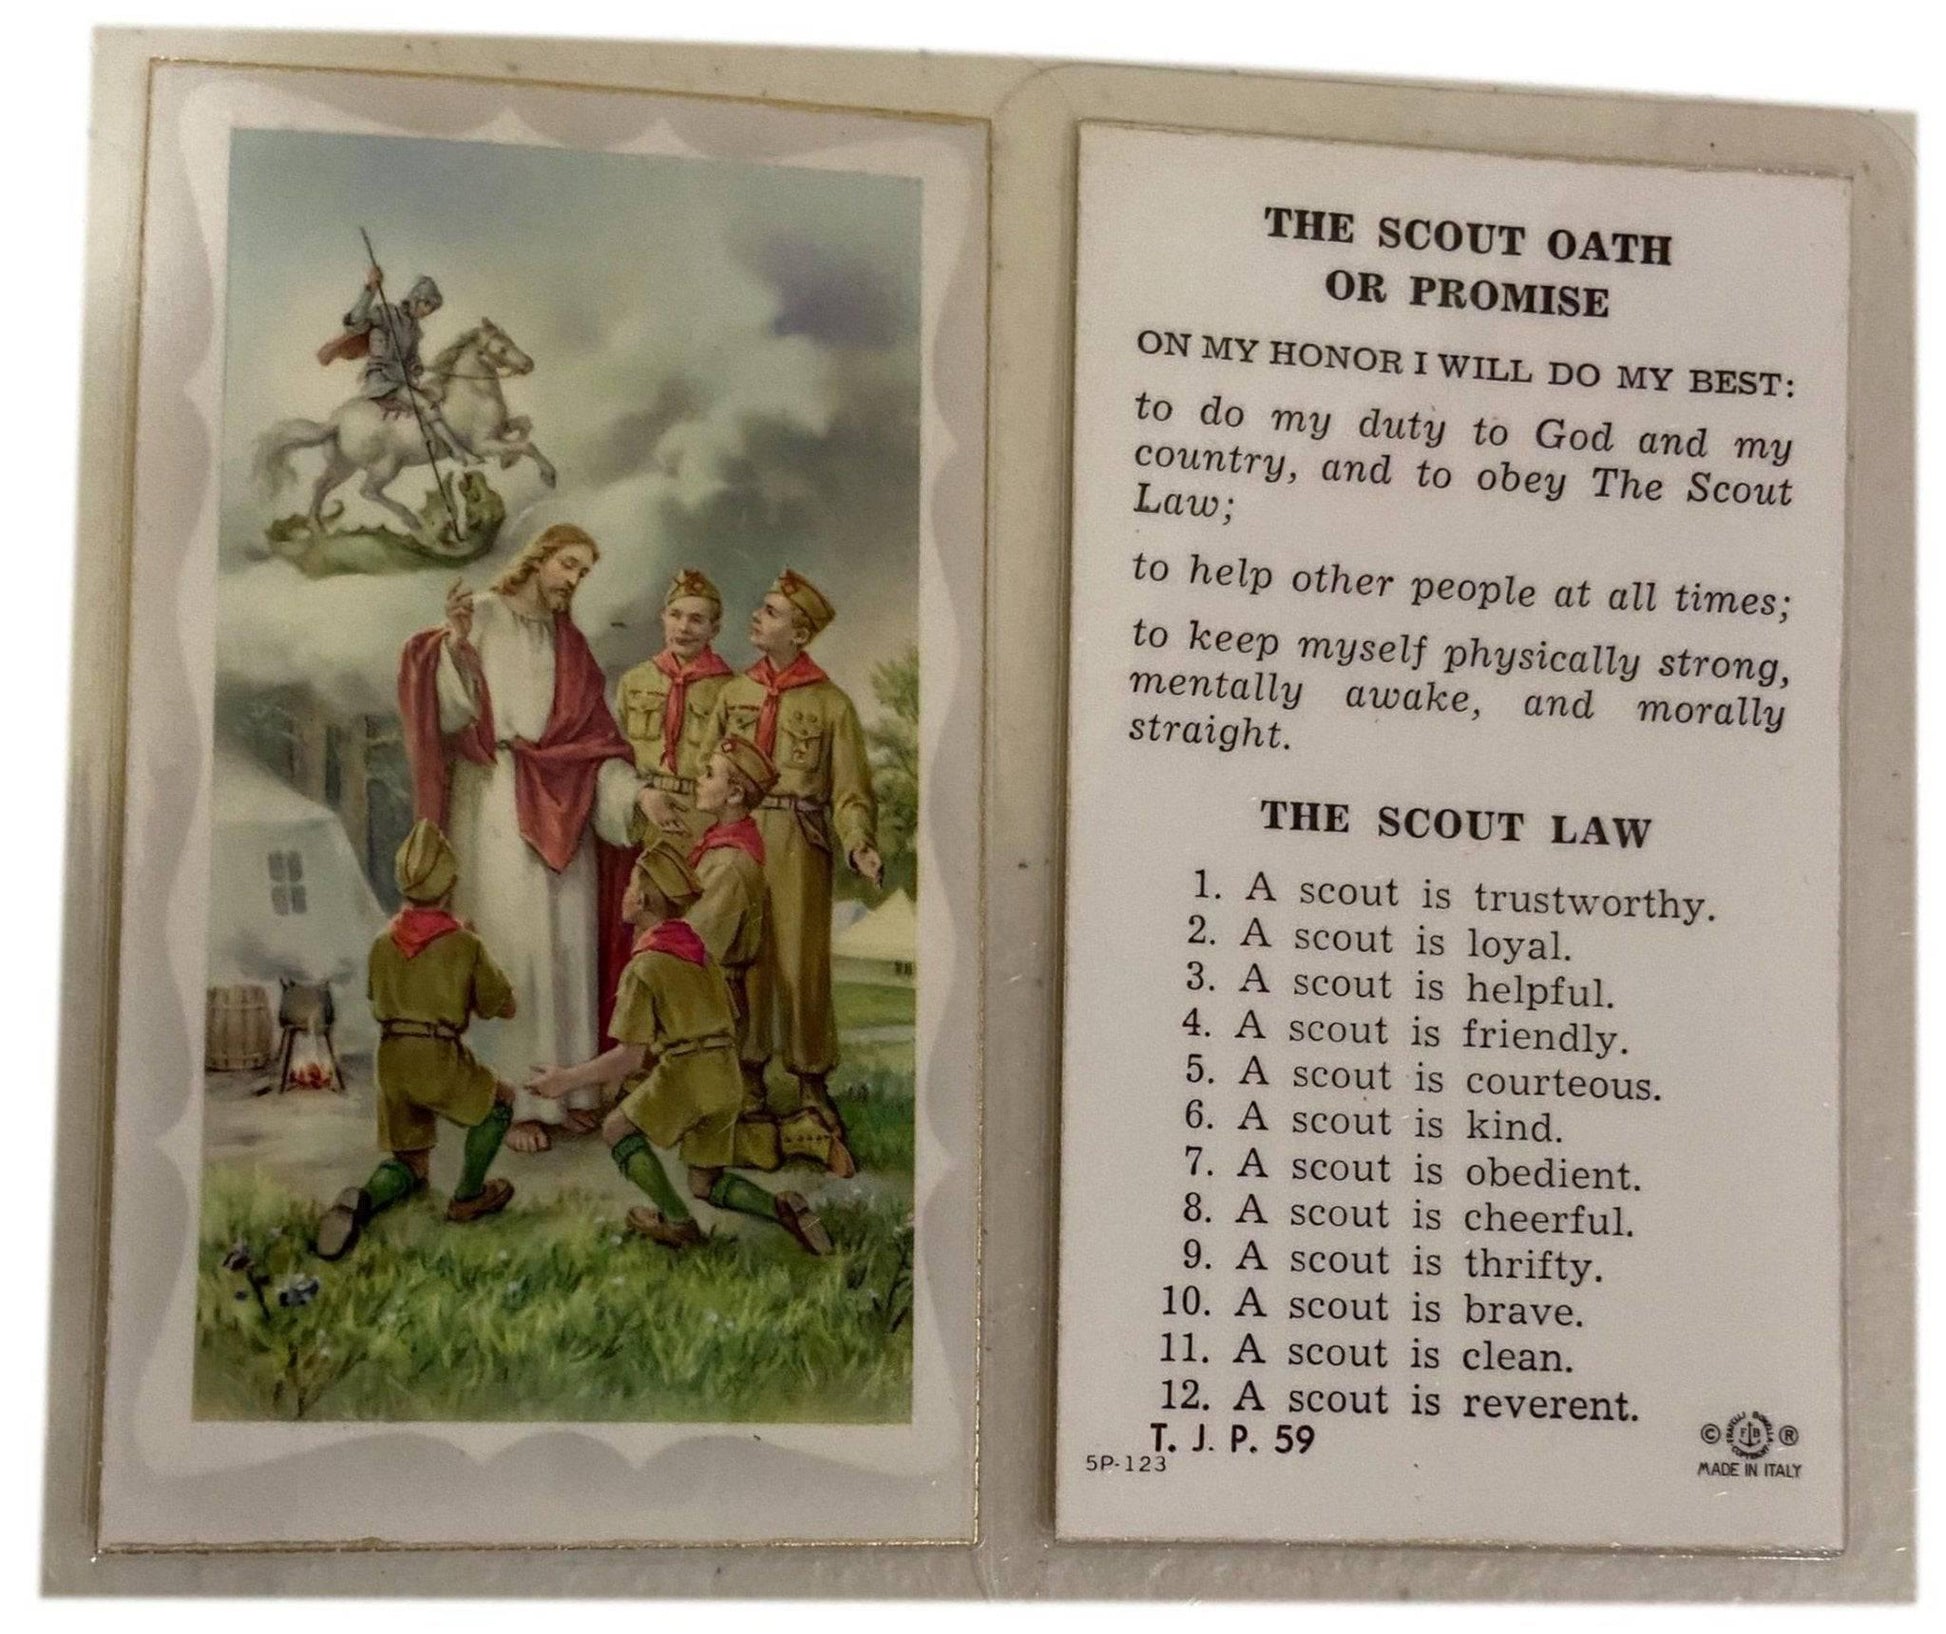 THE SCOUT OATH
OR PROMISE
ON MY HONOR I WILL DO MY BEST:
to do my duty to God and my
country, and to obey The Scout
Law;
to help other people at all times;
to keep myself physically strong,
mentally awake, and morally
straight.
THE SCOUT LAW
1. A scout is trustworthy.
2. A scout is loyal.
3. A scout is helpful.
4. A scout is friendly.
5. A scout is courteous.
6. A scout is kind.
7. A scout is obedient.
8. A scout is cheerful.
9. A scout is thrifty.
10. A scout is brave.
11. A scout is clean.
12. A scout is reverent.
T. J. P. 59
5P-123
© FRATELLI BONELLA COPYRIGHT FB ®
MADE IN ITALY